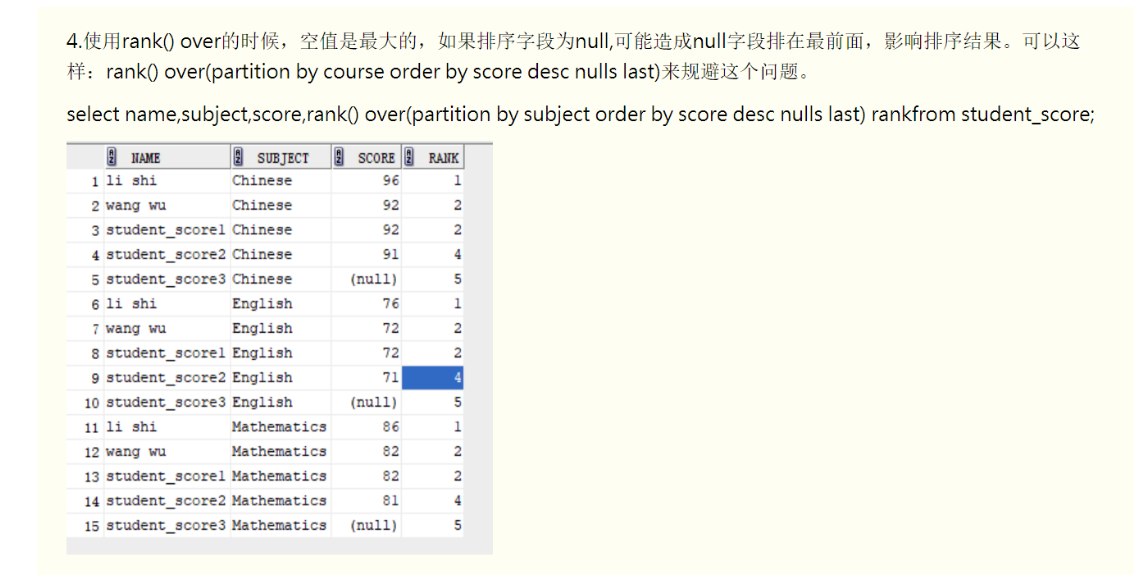 4.使用rank() over的时候，空值是最大的，如果排序字段为null,可能造成null字段排在最前面，影响排序结果。可以这
样：rank() over(partition by course order by score desc nulls last)来规避这个问题。
select name,subject,score,rank() over(partition by subject order by score desc nulls last) rankfrom student_score;
NAME SUBJECT SCORE RANK
1 li shi Chinese 96 1
2 wang wu Chinese 92 2
3 student_score1 Chinese 92 2
4 student_score2 Chinese 91 4
5 student_score3 Chinese (null) 5
6 li shi English 76 1
7 wang wu English 72 2
8 student_score1 English 72 2
9 student_score2 English 71 4
10 student_score3 English (null) 5
11 li shi Mathematics 86 1
12 wang wu Mathematics 82 2
13 student_score1 Mathematics 82 2
14 student_score2 Mathematics 81 4
15 student_score3 Mathematics (null) 5